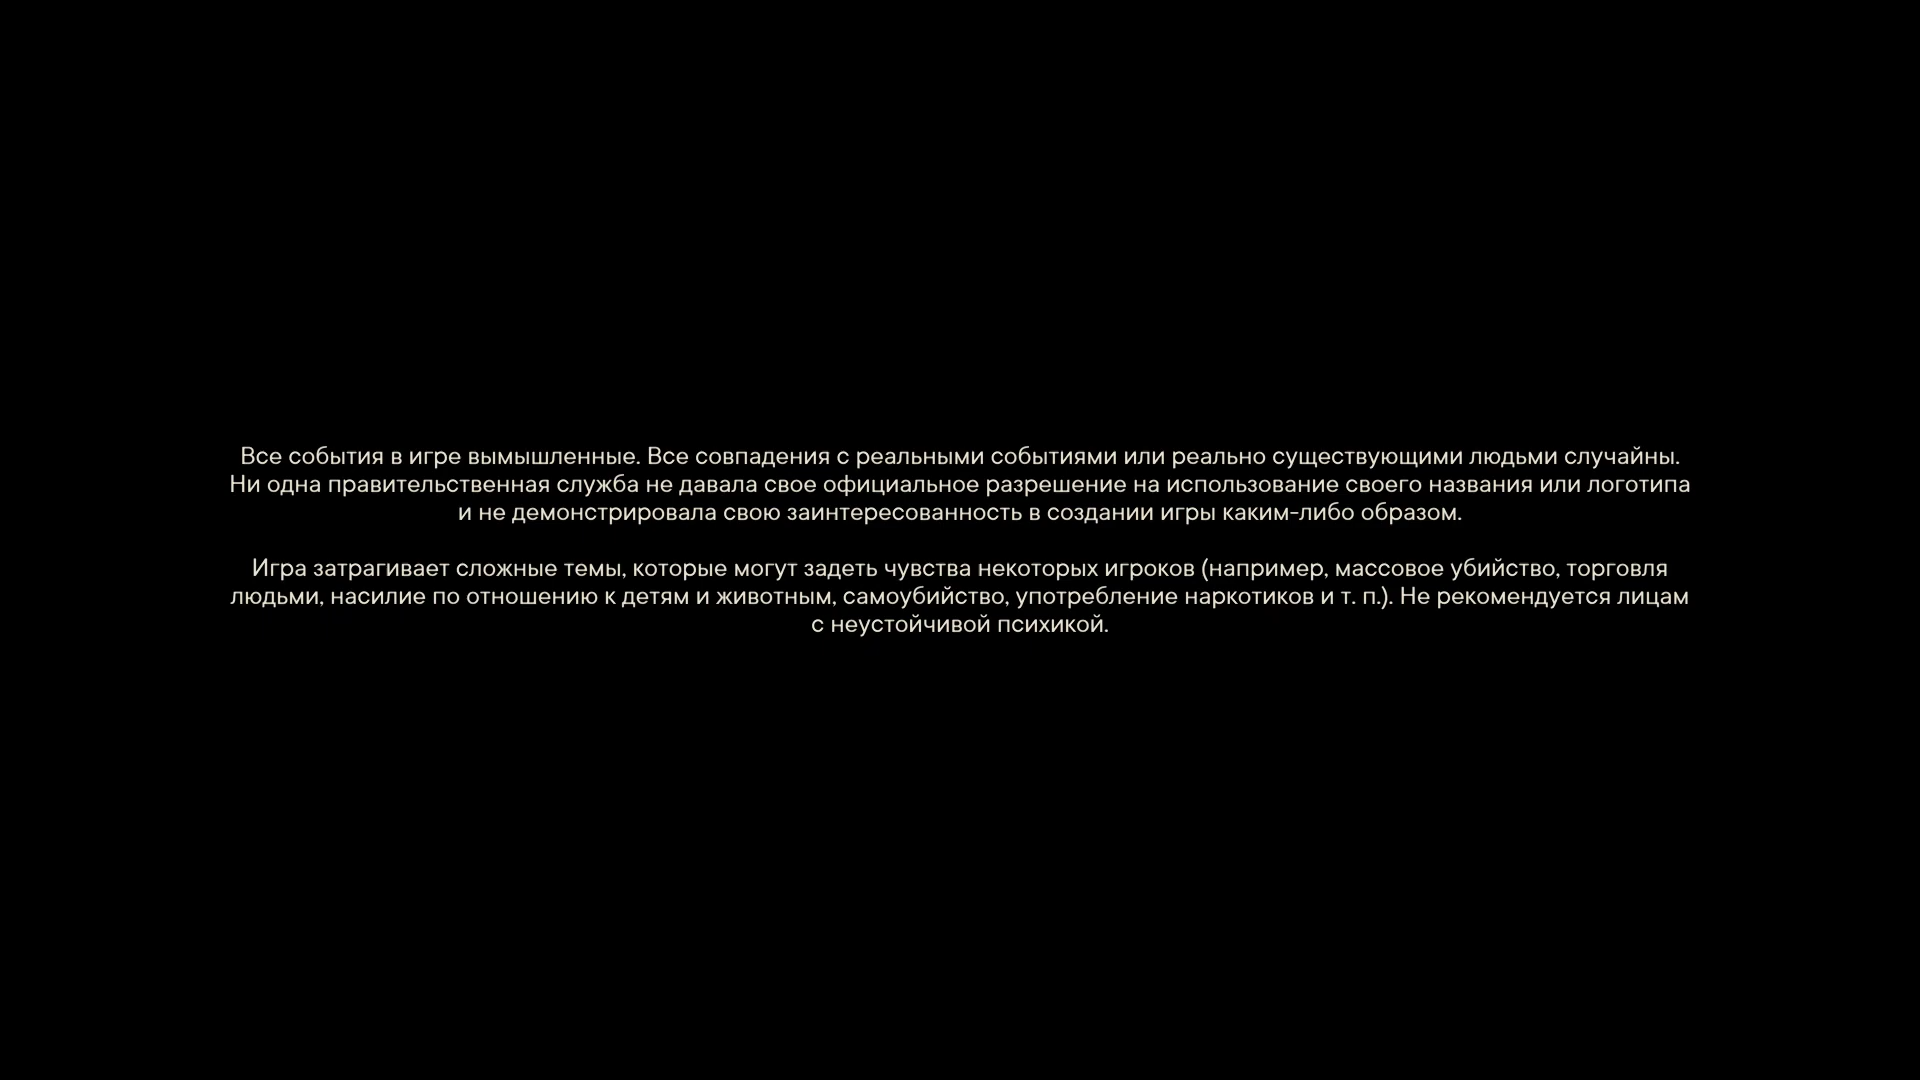 Все события в игре вымышленные. Все совпадения с реальными событиями или реально существующими людьми случайны.
Ни одна правительственная служба не давала свое официальное разрешение на использование своего названия или логотипа
и не демонстрировала свою заинтересованность в создании игры каким-либо образом.
Игра затрагивает сложные темы, которые могут задеть чувства некоторых игроков (например, массовое убийство, торговля
людьми, насилие по отношению к детям и животным, самоубийство, употребление наркотиков и т. п.). Не рекомендуется лицам
с неустойчивой психикой.